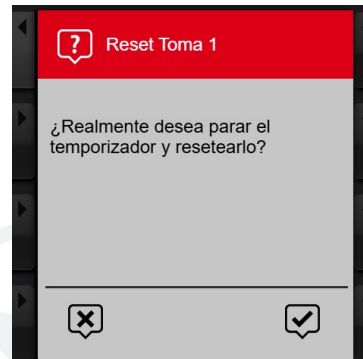 Reset Toma 1
¿Realmente desea parar el
temporizador y resetearlo?